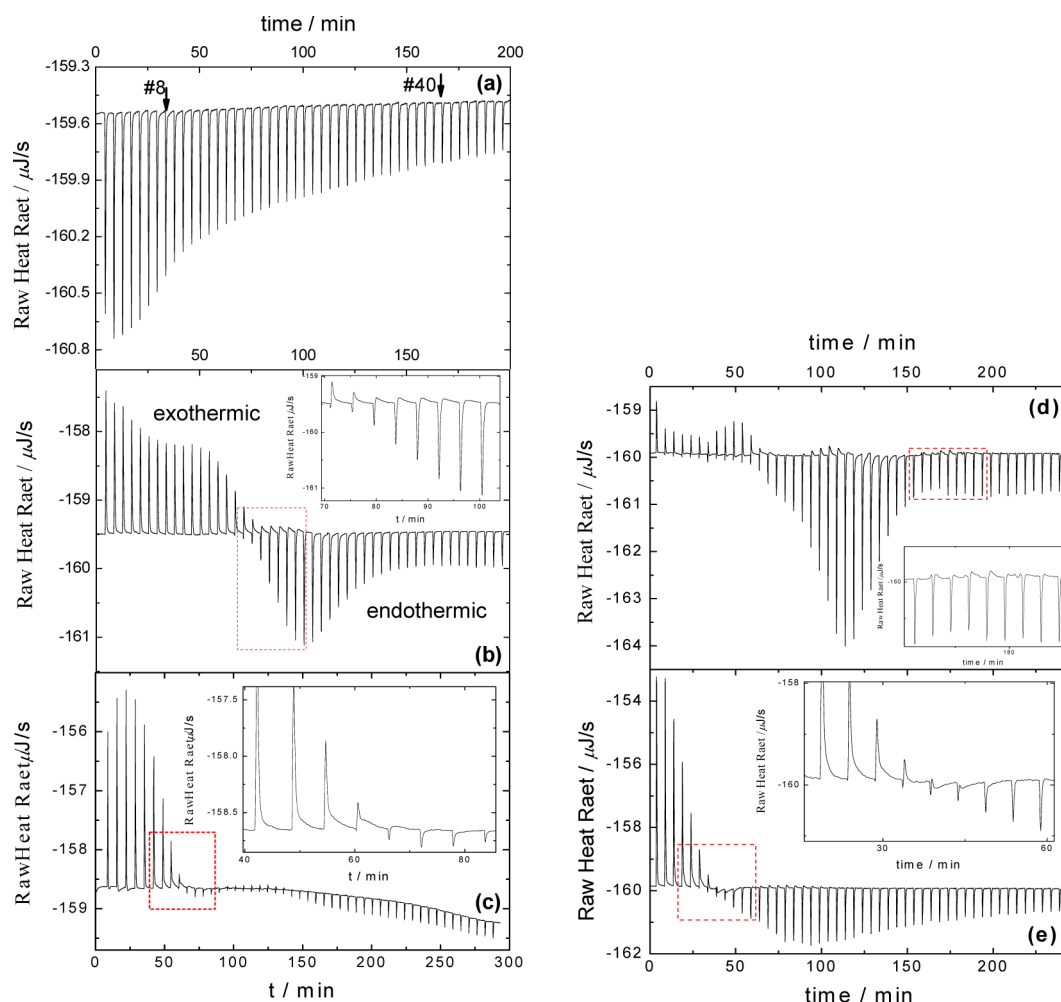 time / min
0 50 100 150 200
-159.3
-159.6
-159.9
-160.2
-160.5
-160.8
Raw Heat Raet / μJ/s
#8
#40
(a)
50 100 150
-158
-159
-160
-161
Raw Heat Raet / μJ/s
exothermic
endothermic
(b)
-159
-160
-161
RawHeat Raet μJ/s
70 80 90 100
t / min
-156
-157
-158
-159
RawHeat Raet μJ/s
(c)
-157.5
-158.0
-158.5
RawHeat Raet μJ/s
40 60 80
t / min
0 50 100 150 200 250 300
t / min
time / min
0 50 100 150 200
-159
-160
-161
-162
-163
-164
Raw Heat Raet / μJ/s
(d)
-160
Raw Heat Raet / μJ/s
180
time / min
-154
-156
-158
-160
-162
Raw Heat Raet / μJ/s
(e)
-158
-160
Raw Heat Raet / μJ/s
30 60
time / min
0 50 100 150 200
time / min